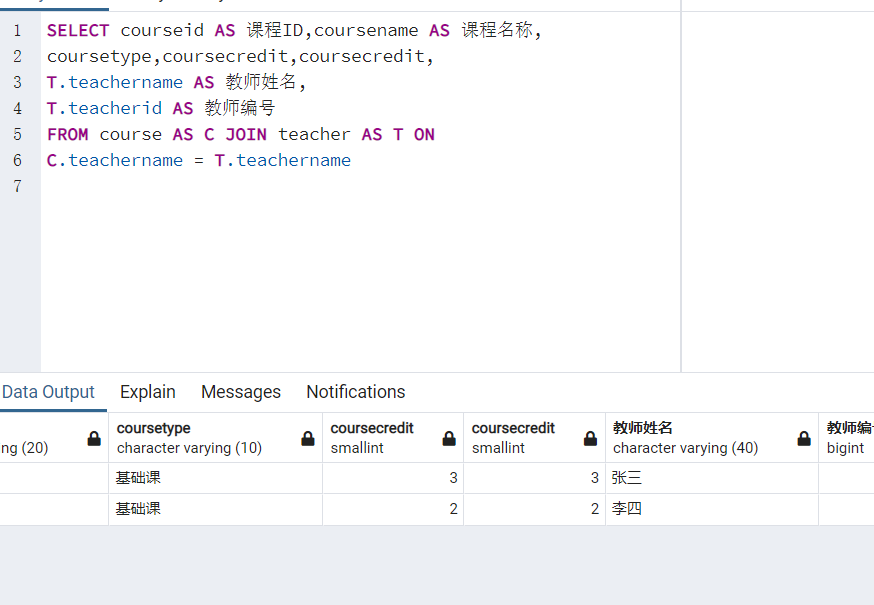 1 SELECT courseid AS 课程ID,coursename AS 课程名称,
2 coursetype,coursecredit,coursecredit,
3 T.teachername AS 教师姓名,
4 T.teacherid AS 教师编号
5 FROM course AS C JOIN teacher AS T ON
6 C.teachername = T.teachername
7
Data Output Explain Messages Notifications
coursetype coursecredit coursecredit 教师姓名 教师编
ng (20) character varying (10) smallint smallint character varying (40) bigint
基础课 3 3 张三
基础课 2 2 李四